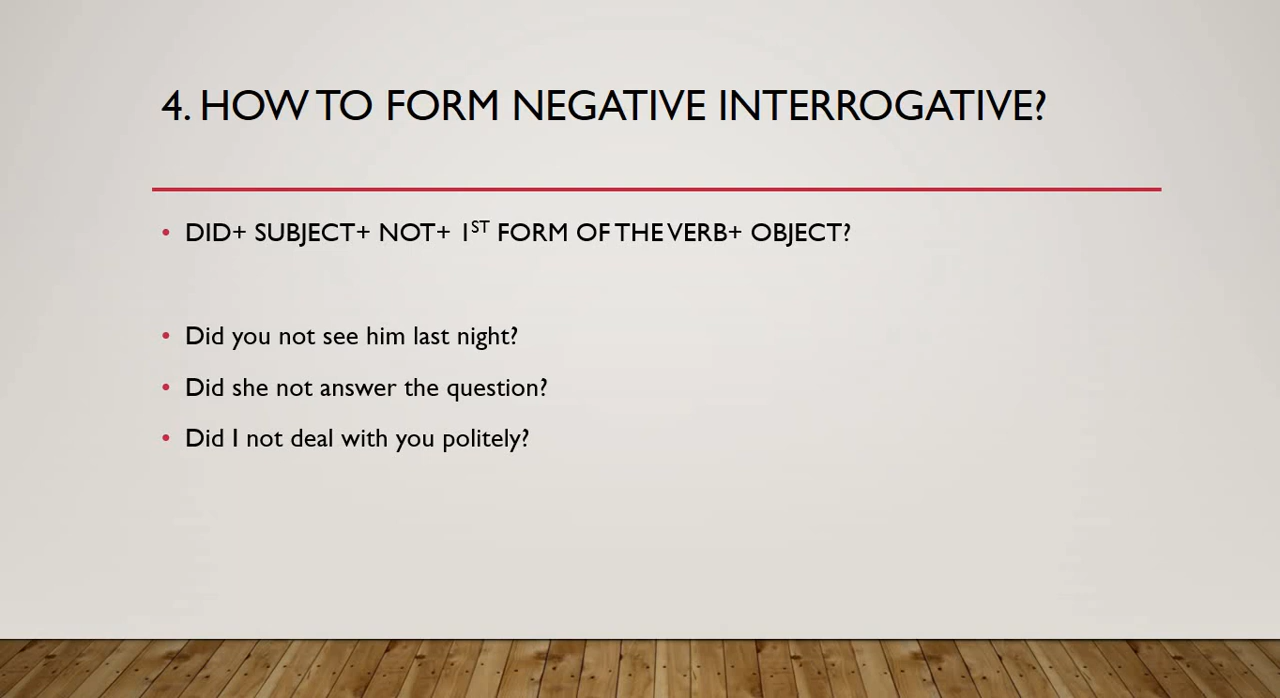 4. HOW TO FORM NEGATIVE INTERROGATIVE?
• DID+ SUBJECT+ NOT+ 1ST FORM OF THE VERB+ OBJECT?
• Did you not see him last night?
• Did she not answer the question?
• Did I not deal with you politely?